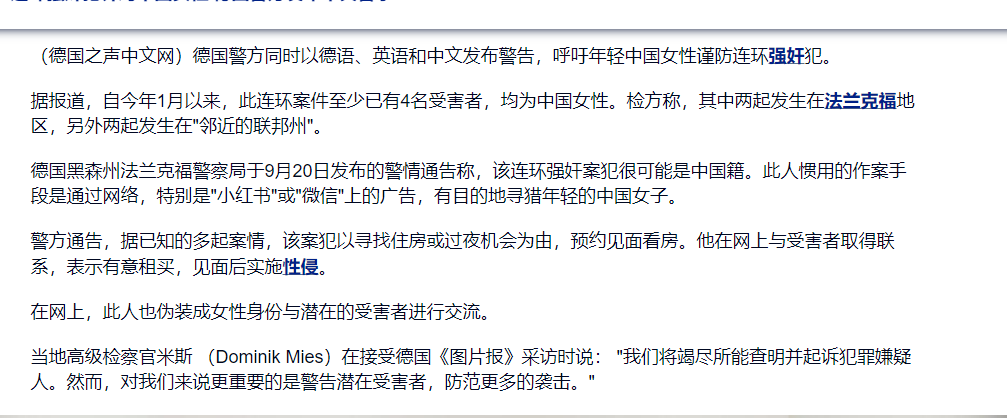 （德国之声中文网）德国警方同时以德语、英语和中文发布警告，呼吁年轻中国女性谨防连环强奸犯。
据报道，自今年1月以来，此连环案件至少已有4名受害者，均为中国女性。检方称，其中两起发生在法兰克福地
区，另外两起发生在"邻近的联邦州"。
德国黑森州法兰克福警察局于9月20日发布的警情通告称，该连环强奸案犯很可能是中国籍。此人惯用的作案手
段是通过网络，特别是"小红书"或"微信"上的广告，有目的地寻猎年轻的中国女子。
警方通告，据已知的多起案情，该案犯以寻找住房或过夜机会为由，预约见面看房。他在网上与受害者取得联
系，表示有意租买，见面后实施性侵。
在网上，此人也伪装成女性身份与潜在的受害者进行交流。
当地高级检察官米斯 （Dominik Mies）在接受德国《图片报》采访时说： "我们将竭尽所能查明并起诉犯罪嫌疑
人。然而，对我们来说更重要的是警告潜在受害者，防范更多的袭击。"